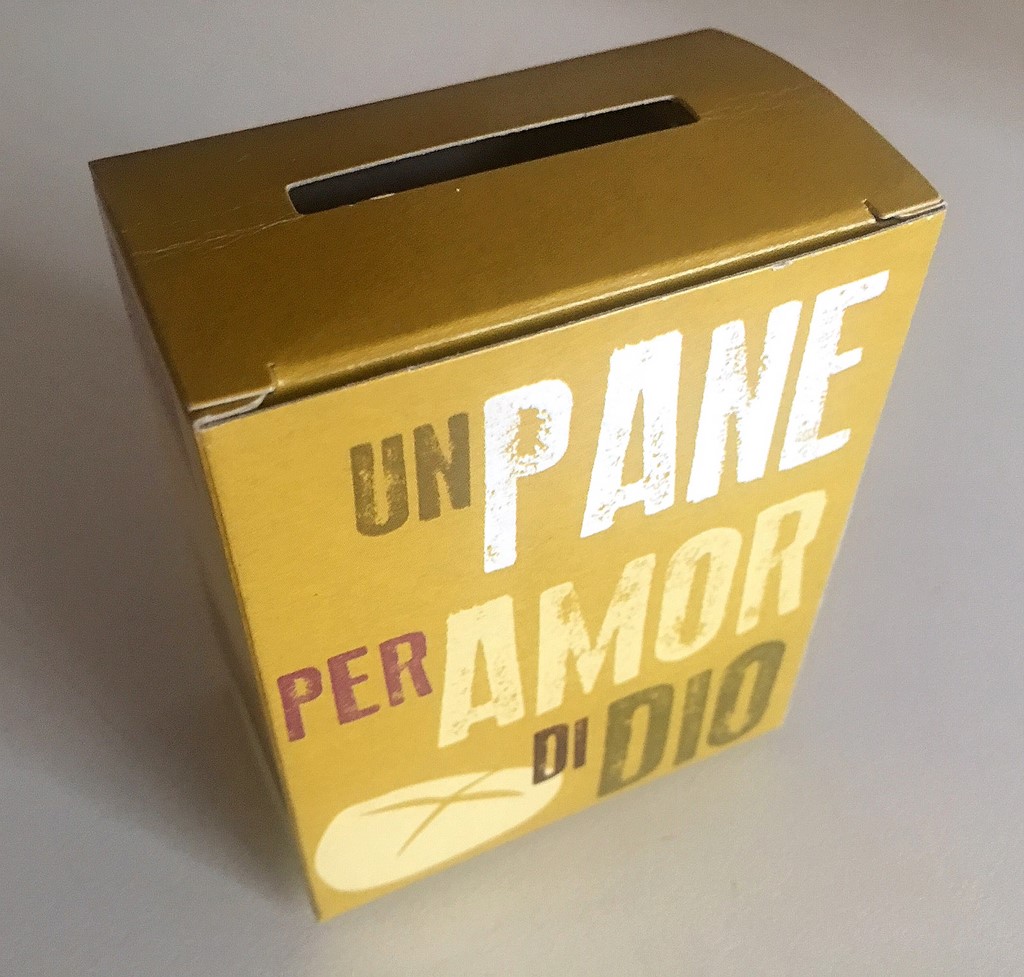 UN PANE
PER AMOR
DI DIO